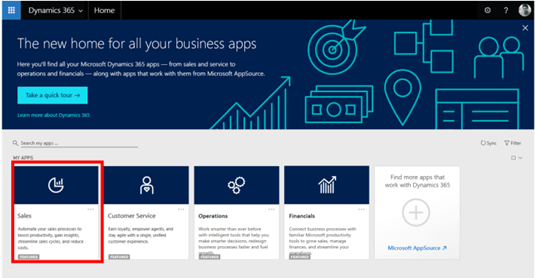 Dynamics 365
Home
The new home for all your business apps
Here you'll find all your Microsoft Dynamics 365 apps — from sales and service to
operations and financials — along with apps that work with them from Microsoft AppSource.
Take a quick tour →
Learn more about Dynamics 365
Search my apps ...
Sync
Filter
MY APPS
Sales
Automate your sales processes to
boost productivity, gain insights,
streamline sales cycles, and reduce
costs.
FEATURED
Customer Service
Earn loyalty, empower agents, and
stay agile with a single, unified
customer experience.
FEATURED
Operations
Work smarter than ever before
with intelligent tools that help you
make smarter decisions, redesign
business processes faster and fuel
FEATURED
Financials
Connect business processes with
familiar Microsoft productivity
tools to grow sales, manage
finances, and streamline your
FEATURED
Find more apps that
work with Dynamics 365
Microsoft AppSource